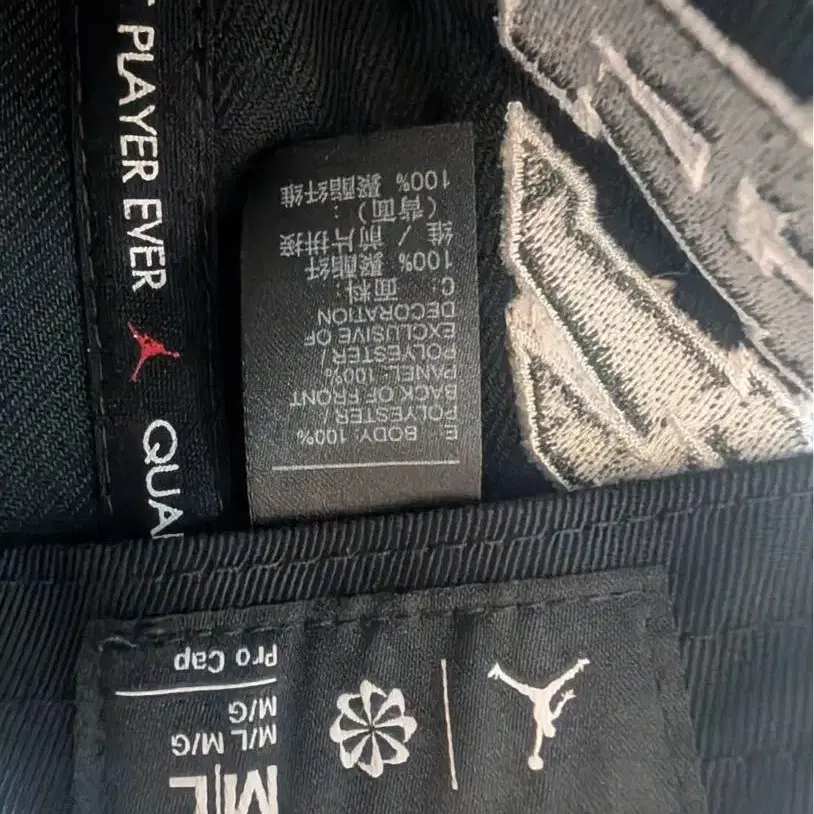 T PLAYER EVER
QUA
E: BODY: 100%
POLYESTER /
BACK OF FRONT
PANEL: 100%
POLYESTER /
EXCLUSIVE OF
DECORATION
C: 面料:
100% 聚酯纤
维 / 前片拼接
(背面):
100% 聚酯纤维
M/L
M/L M/G
M/G
Pro Cap